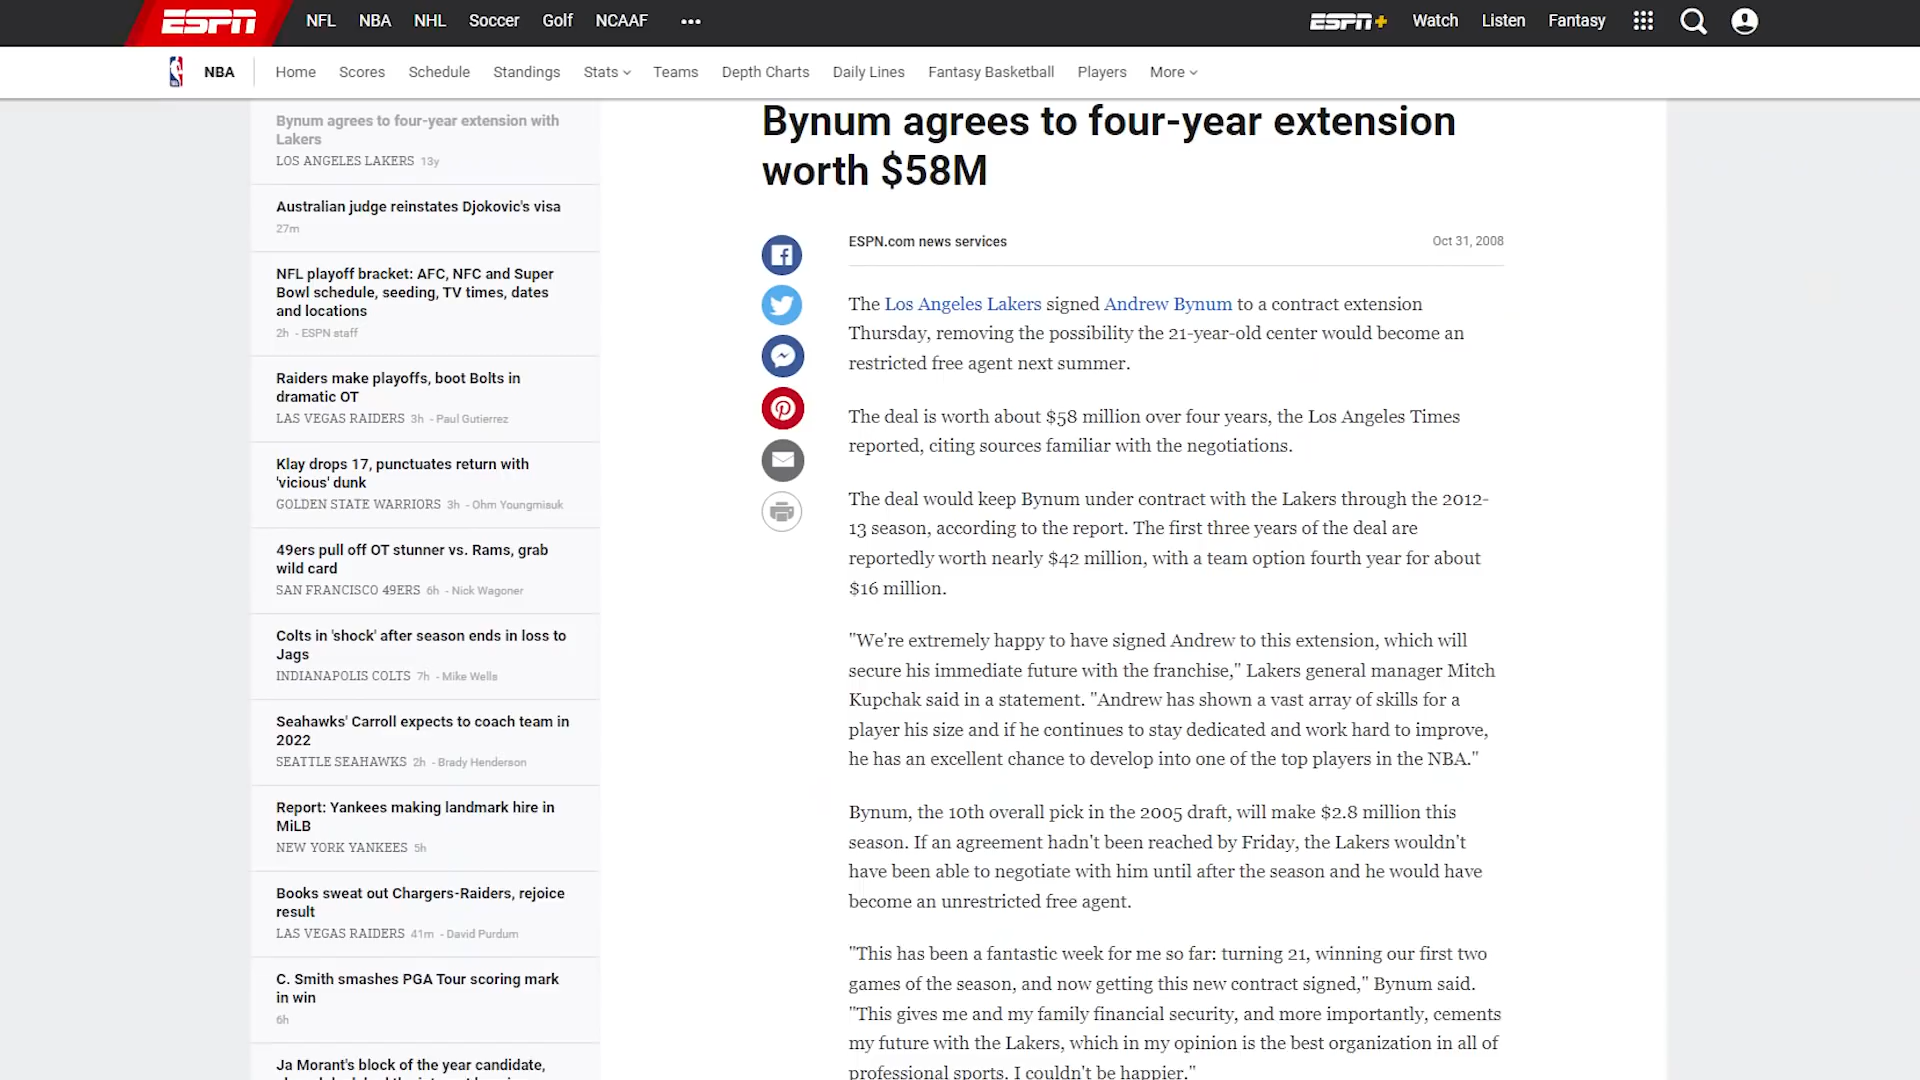 ESPN NFL NBA NHL Soccer Golf NCAAF ••• ESPN+ Watch Listen Fantasy
NBA Home Scores Schedule Standings Stats Teams Depth Charts Daily Lines Fantasy Basketball Players More
Bynum agrees to four-year extension with
Lakers
LOS ANGELES LAKERS 13y
Australian judge reinstates Djokovic's visa
27m
NFL playoff bracket: AFC, NFC and Super
Bowl schedule, seeding, TV times, dates
and locations
2h - ESPN staff
Raiders make playoffs, boot Bolts in
dramatic OT
LAS VEGAS RAIDERS 3h - Paul Gutierrez
Klay drops 17, punctuates return with
'vicious' dunk
GOLDEN STATE WARRIORS 3h - Ohm Youngmisuk
49ers pull off OT stunner vs. Rams, grab
wild card
SAN FRANCISCO 49ERS 6h - Nick Wagoner
Colts in 'shock' after season ends in loss to
Jags
INDIANAPOLIS COLTS 7h - Mike Wells
Seahawks' Carroll expects to coach team in
2022
SEATTLE SEAHAWKS 2h - Brady Henderson
Report: Yankees making landmark hire in
MiLB
NEW YORK YANKEES 5h
Books sweat out Chargers-Raiders, rejoice
result
LAS VEGAS RAIDERS 41m - David Purdum
C. Smith smashes PGA Tour scoring mark
in win
6h
Ja Morant's block of the year candidate,
Bynum agrees to four-year extension
worth $58M
ESPN.com news services Oct 31, 2008
The Los Angeles Lakers signed Andrew Bynum to a contract extension
Thursday, removing the possibility the 21-year-old center would become an
restricted free agent next summer.
The deal is worth about $58 million over four years, the Los Angeles Times
reported, citing sources familiar with the negotiations.
The deal would keep Bynum under contract with the Lakers through the 2012-
13 season, according to the report. The first three years of the deal are
reportedly worth nearly $42 million, with a team option fourth year for about
$16 million.
"We're extremely happy to have signed Andrew to this extension, which will
secure his immediate future with the franchise," Lakers general manager Mitch
Kupchak said in a statement. "Andrew has shown a vast array of skills for a
player his size and if he continues to stay dedicated and work hard to improve,
he has an excellent chance to develop into one of the top players in the NBA."
Bynum, the 10th overall pick in the 2005 draft, will make $2.8 million this
season. If an agreement hadn't been reached by Friday, the Lakers wouldn't
have been able to negotiate with him until after the season and he would have
become an unrestricted free agent.
"This has been a fantastic week for me so far: turning 21, winning our first two
games of the season, and now getting this new contract signed," Bynum said.
"This gives me and my family financial security, and more importantly, cements
my future with the Lakers, which in my opinion is the best organization in all of
professional sports. I couldn't be happier."